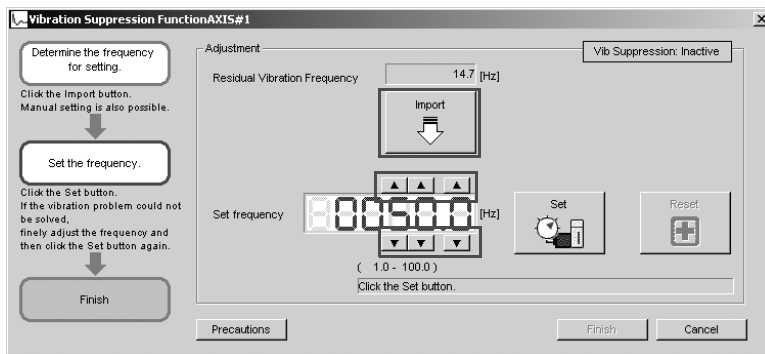 Vibration Suppression FunctionAXIS#1
Determine the frequency
for setting.
Click the Import button.
Manual setting is also possible.
Set the frequency.
Click the Set button.
If the vibration problem could not
be solved,
finely adjust the frequency and
then click the Set button again.
Finish
Adjustment
Vib Suppression: Inactive
Residual Vibration Frequency 14.7 [Hz]
Import
Set frequency 0050.0 [Hz]
Set
Reset
( 1.0 - 100.0 )
Click the Set button.
Precautions
Finish
Cancel